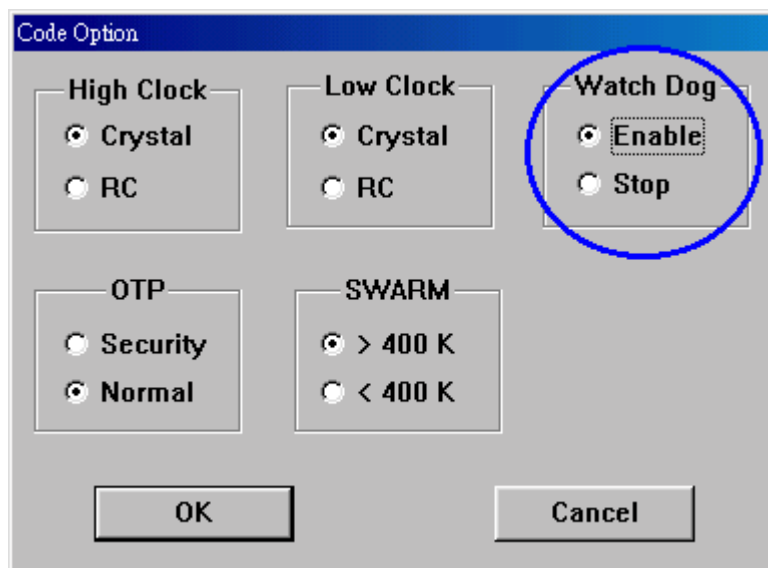 Code Option
High Clock
Crystal
RC
Low Clock
Crystal
RC
Watch Dog
Enable
Stop
OTP
Security
Normal
SWARM
> 400 K
< 400 K
OK
Cancel